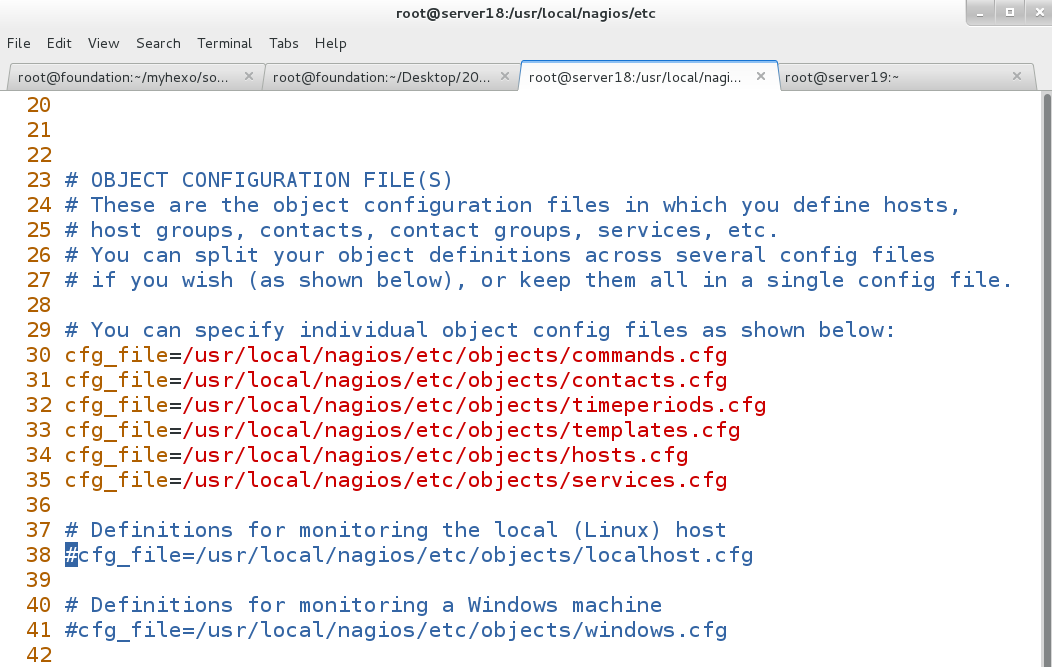 root@server18:/usr/local/nagios/etc
File Edit View Search Terminal Tabs Help
root@foundation:~/myhexo/so... root@foundation:~/Desktop/20... root@server18:/usr/local/nagi... root@server19:~
20
21
22
23 # OBJECT CONFIGURATION FILE(S)
24 # These are the object configuration files in which you define hosts,
25 # host groups, contacts, contact groups, services, etc.
26 # You can split your object definitions across several config files
27 # if you wish (as shown below), or keep them all in a single config file.
28
29 # You can specify individual object config files as shown below:
30 cfg_file=/usr/local/nagios/etc/objects/commands.cfg
31 cfg_file=/usr/local/nagios/etc/objects/contacts.cfg
32 cfg_file=/usr/local/nagios/etc/objects/timeperiods.cfg
33 cfg_file=/usr/local/nagios/etc/objects/templates.cfg
34 cfg_file=/usr/local/nagios/etc/objects/hosts.cfg
35 cfg_file=/usr/local/nagios/etc/objects/services.cfg
36
37 # Definitions for monitoring the local (Linux) host
38 #cfg_file=/usr/local/nagios/etc/objects/localhost.cfg
39
40 # Definitions for monitoring a Windows machine
41 #cfg_file=/usr/local/nagios/etc/objects/windows.cfg
42